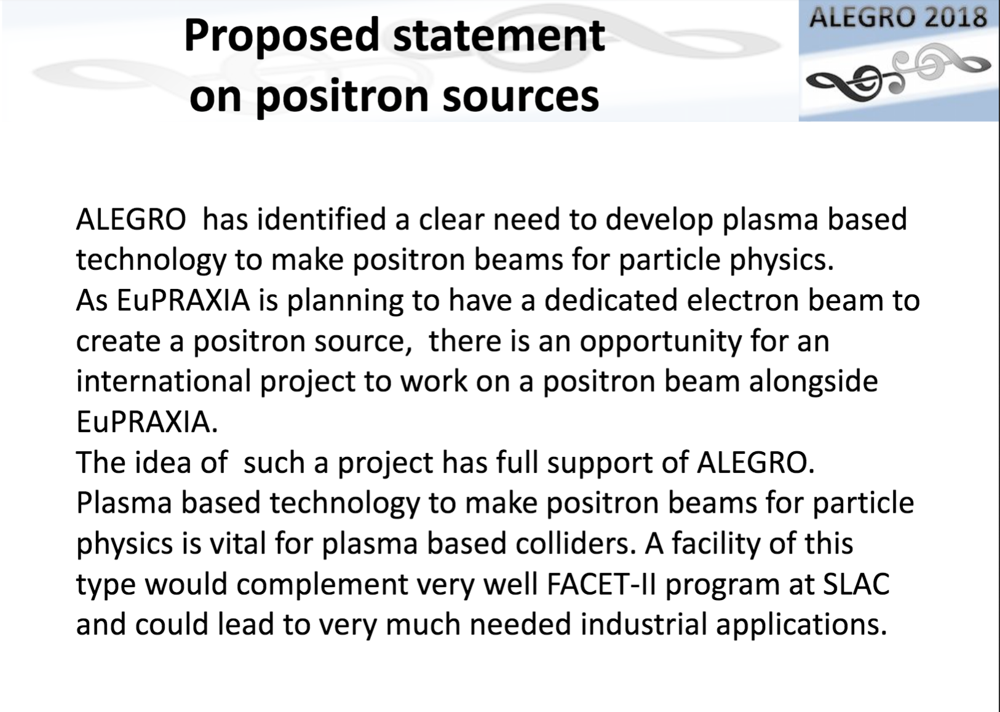 Proposed statement
on positron sources
ALEGRO 2018
ALEGRO  has identified a clear need to develop plasma based
technology to make positron beams for particle physics.
As EuPRAXIA is planning to have a dedicated electron beam to
create a positron source,  there is an opportunity for an
international project to work on a positron beam alongside
EuPRAXIA.
The idea of  such a project has full support of ALEGRO.
Plasma based technology to make positron beams for particle
physics is vital for plasma based colliders. A facility of this
type would complement very well FACET-II program at SLAC
and could lead to very much needed industrial applications.